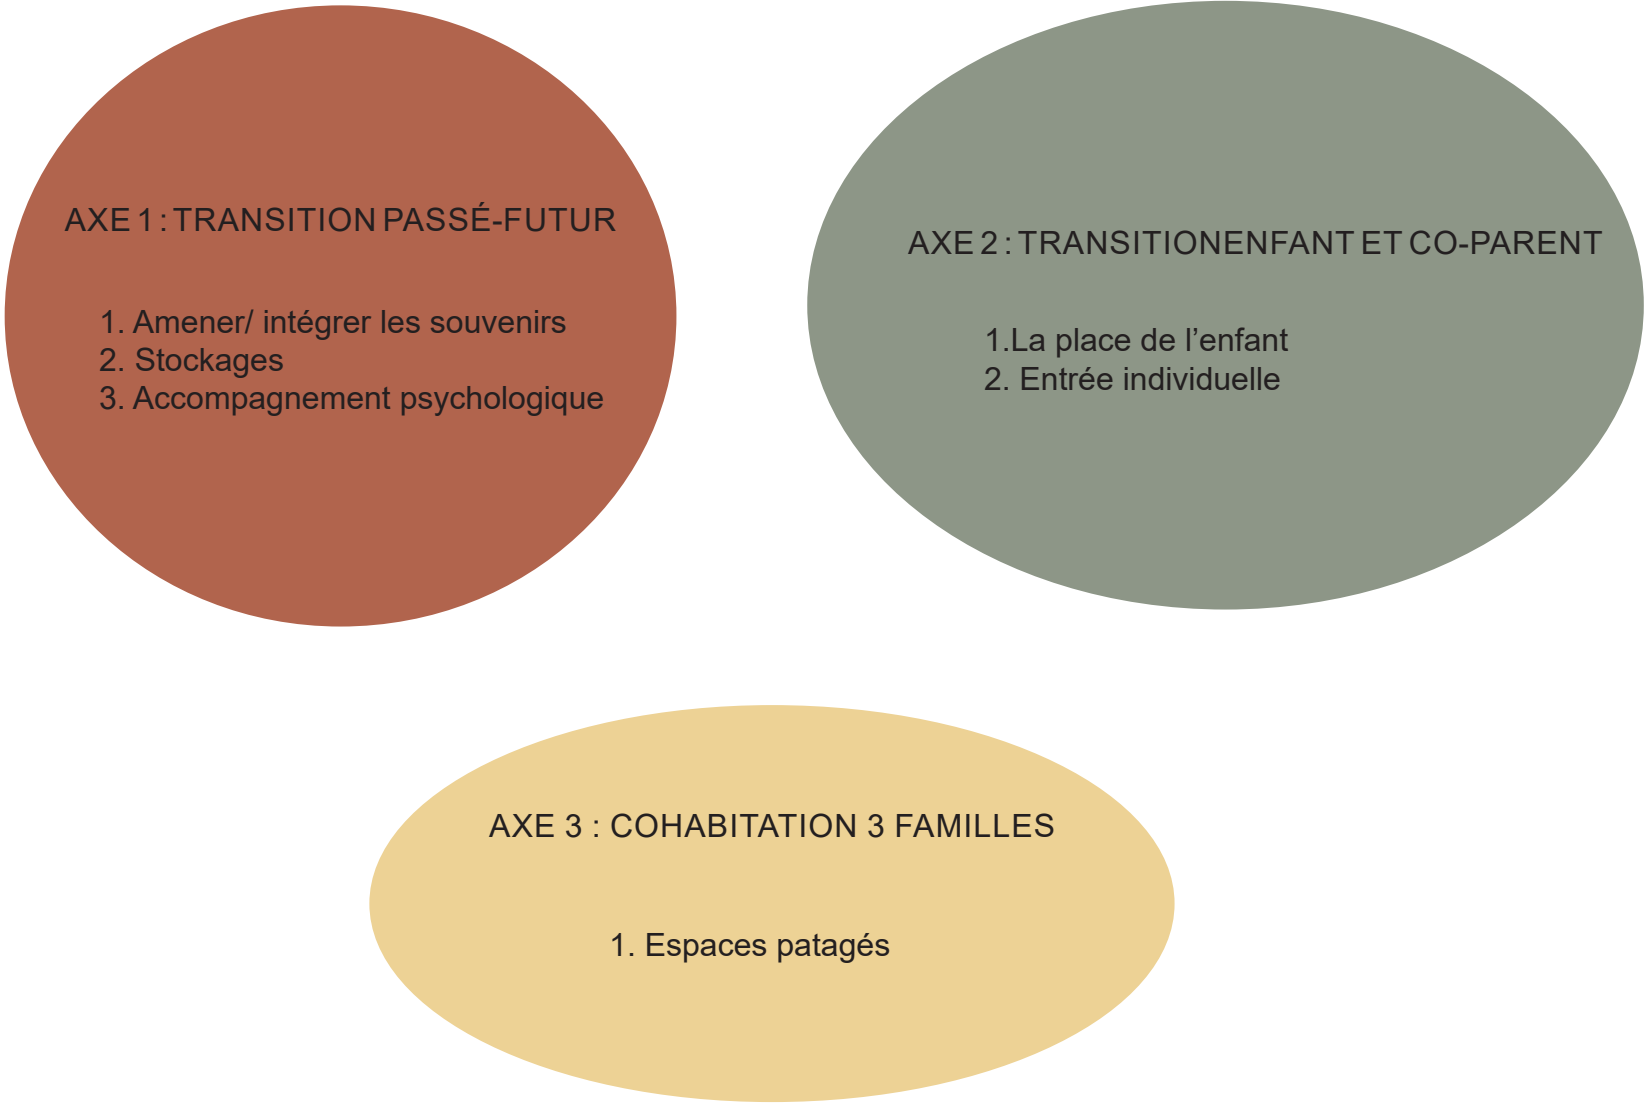 AXE 1 : TRANSITION PASSÉ-FUTUR
1. Amener/ intégrer les souvenirs
2. Stockages
3. Accompagnement psychologique
AXE 2 : TRANSITIONENFANT ET CO-PARENT
1.La place de l’enfant
2. Entrée individuelle
AXE 3 : COHABITATION 3 FAMILLES
1. Espaces patagés